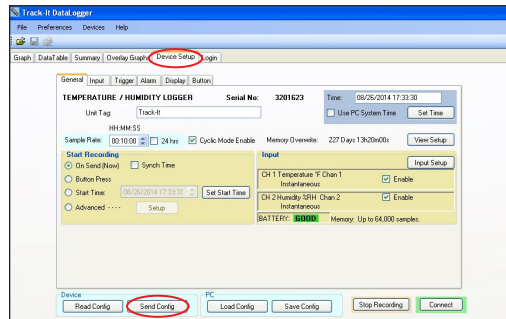 Track-It DataLogger
File Preferences Devices Help
Graph DataTable Summary Overlay Graphs Device Setup Login
General Input Trigger Alarm Display Button
TEMPERATURE / HUMIDITY LOGGER Serial No: 3201623 Time: 08/26/2014 17:33:30
Unit Tag: Track-It Use PC System Time Set Time
HH:MM:SS
Sample Rate: 00:10:00 24 hrs Cyclic Mode Enable Memory Overwrite: 227 Days 13h20m00s View Setup
Start Recording Input
On Send (Now) Synch Time Input Setup
Button Press CH 1 Temperature °F Chan 1 Enable
Instantaneous
Start Time: 08/26/2014 17:33:31 Set Start Time CH 2 Humidity %RH Chan 2 Enable
Instantaneous
Advanced - - - - Setup
BATTERY: GOOD Memory: Up to 64,000 samples.
Device PC
Read Config Send Config Load Config Save Config Stop Recording Connect